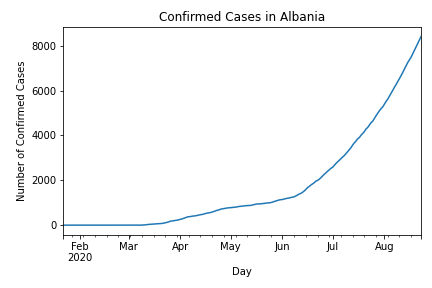 Confirmed Cases in Albania
Number of Confirmed Cases
8000
6000
4000
2000
0
Feb Mar Apr May Jun Jul Aug
2020
Day